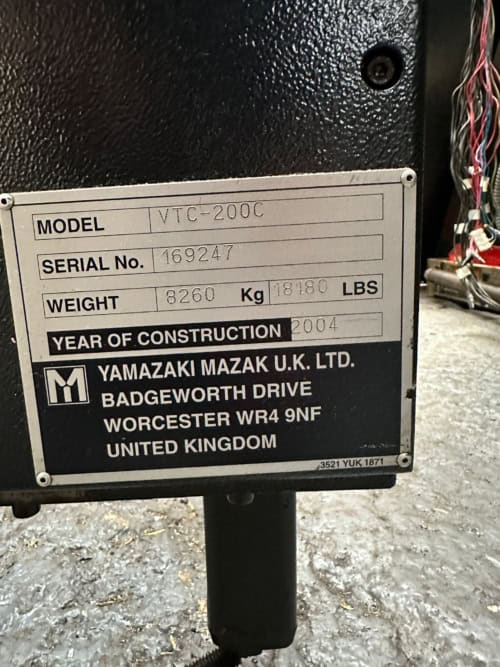 MODEL VTC-200C
SERIAL No. 169247
WEIGHT 8260 Kg 18180 LBS
YEAR OF CONSTRUCTION 2004
YAMAZAKI MAZAK U.K. LTD.
BADGEWORTH DRIVE
WORCESTER WR4 9NF
UNITED KINGDOM
3521 YUK 1871